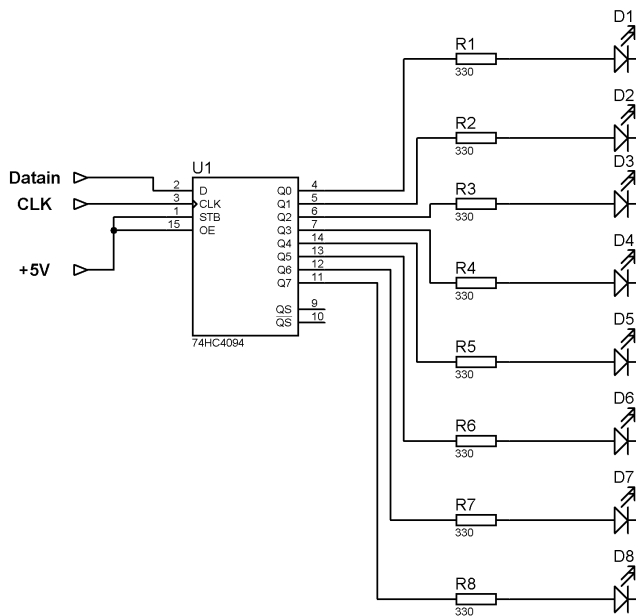 D1
R1
330
D2
R2
330
D3
U1
Datain
2
D
Q0
4
CLK
3
CLK
Q1
5
R3
330
1
STB
Q2
6
15
OE
Q3
7
D4
Q4
14
+5V
Q5
13
R4
330
Q6
12
Q7
11
QS
9
QS
10
74HC4094
D5
R5
330
D6
R6
330
D7
R7
330
D8
R8
330